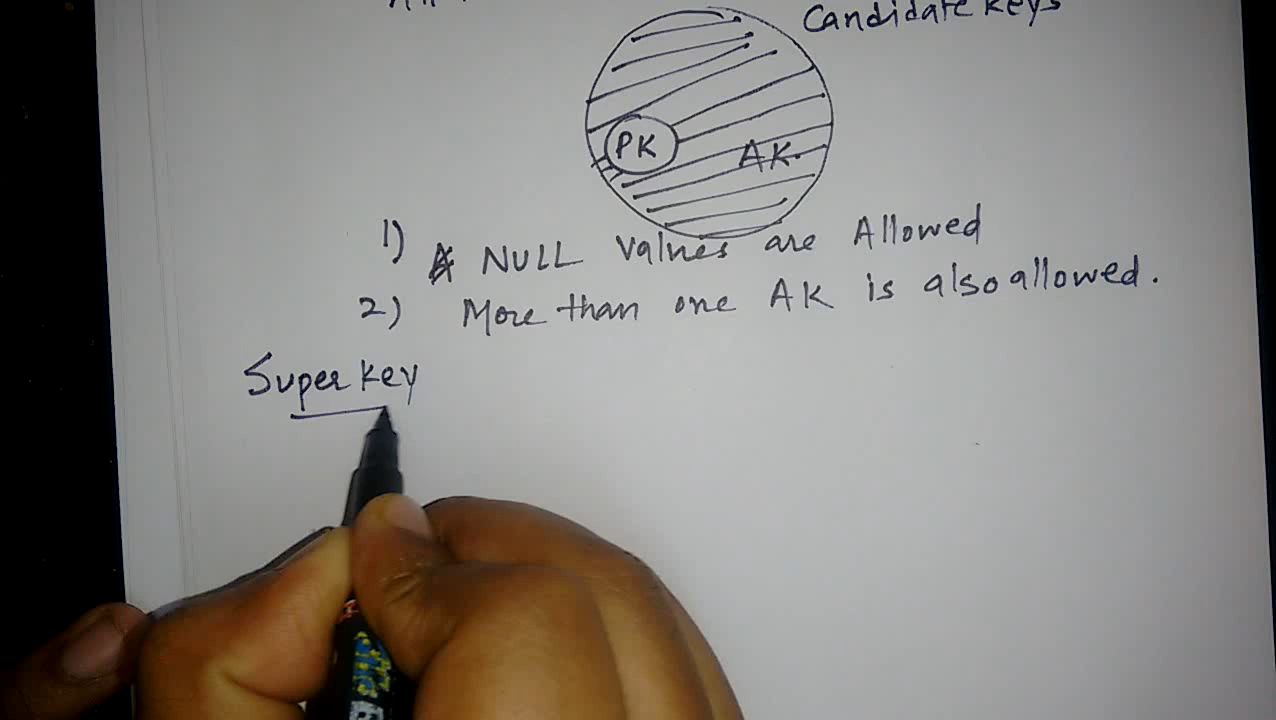 Candidate Keys
PK
AK.
1) NULL Values are Allowed
2) More than one AK is also allowed.
Super Key